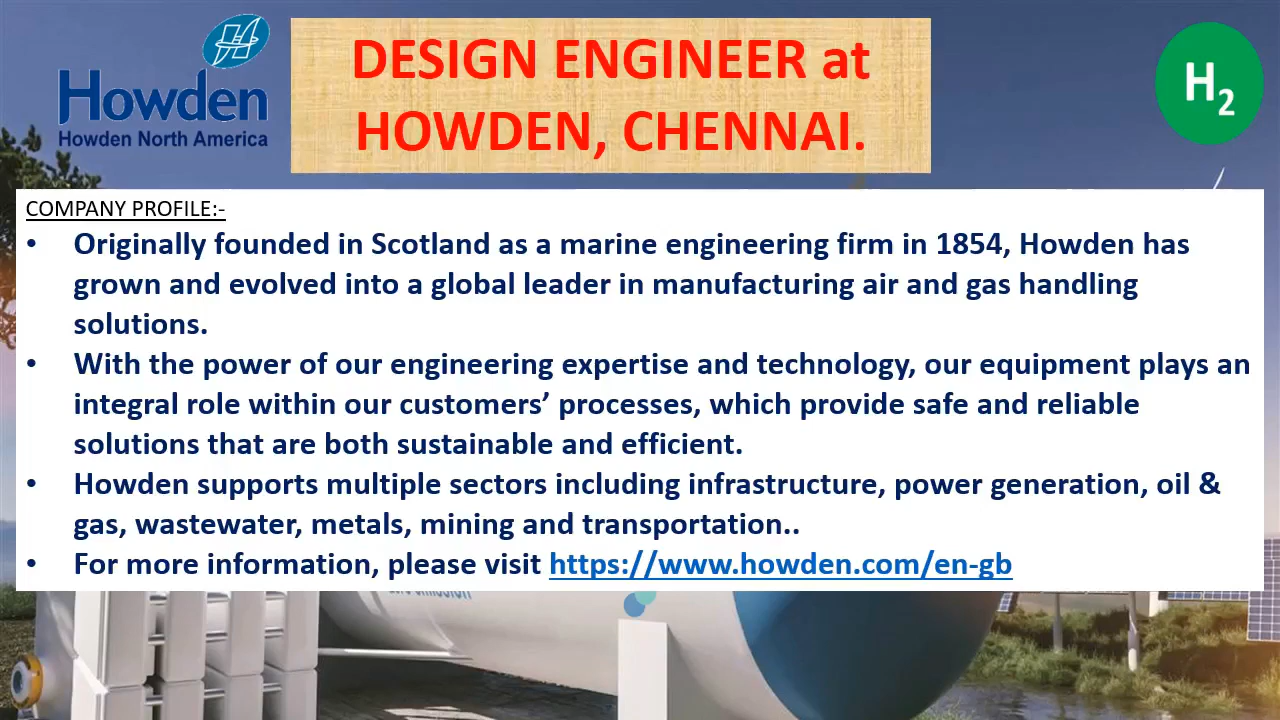 Howden
Howden North America
DESIGN ENGINEER at
HOWDEN, CHENNAI.
H2
COMPANY PROFILE:-
• Originally founded in Scotland as a marine engineering firm in 1854, Howden has
grown and evolved into a global leader in manufacturing air and gas handling
solutions.
• With the power of our engineering expertise and technology, our equipment plays an
integral role within our customers’ processes, which provide safe and reliable
solutions that are both sustainable and efficient.
• Howden supports multiple sectors including infrastructure, power generation, oil &
gas, wastewater, metals, mining and transportation..
• For more information, please visit https://www.howden.com/en-gb